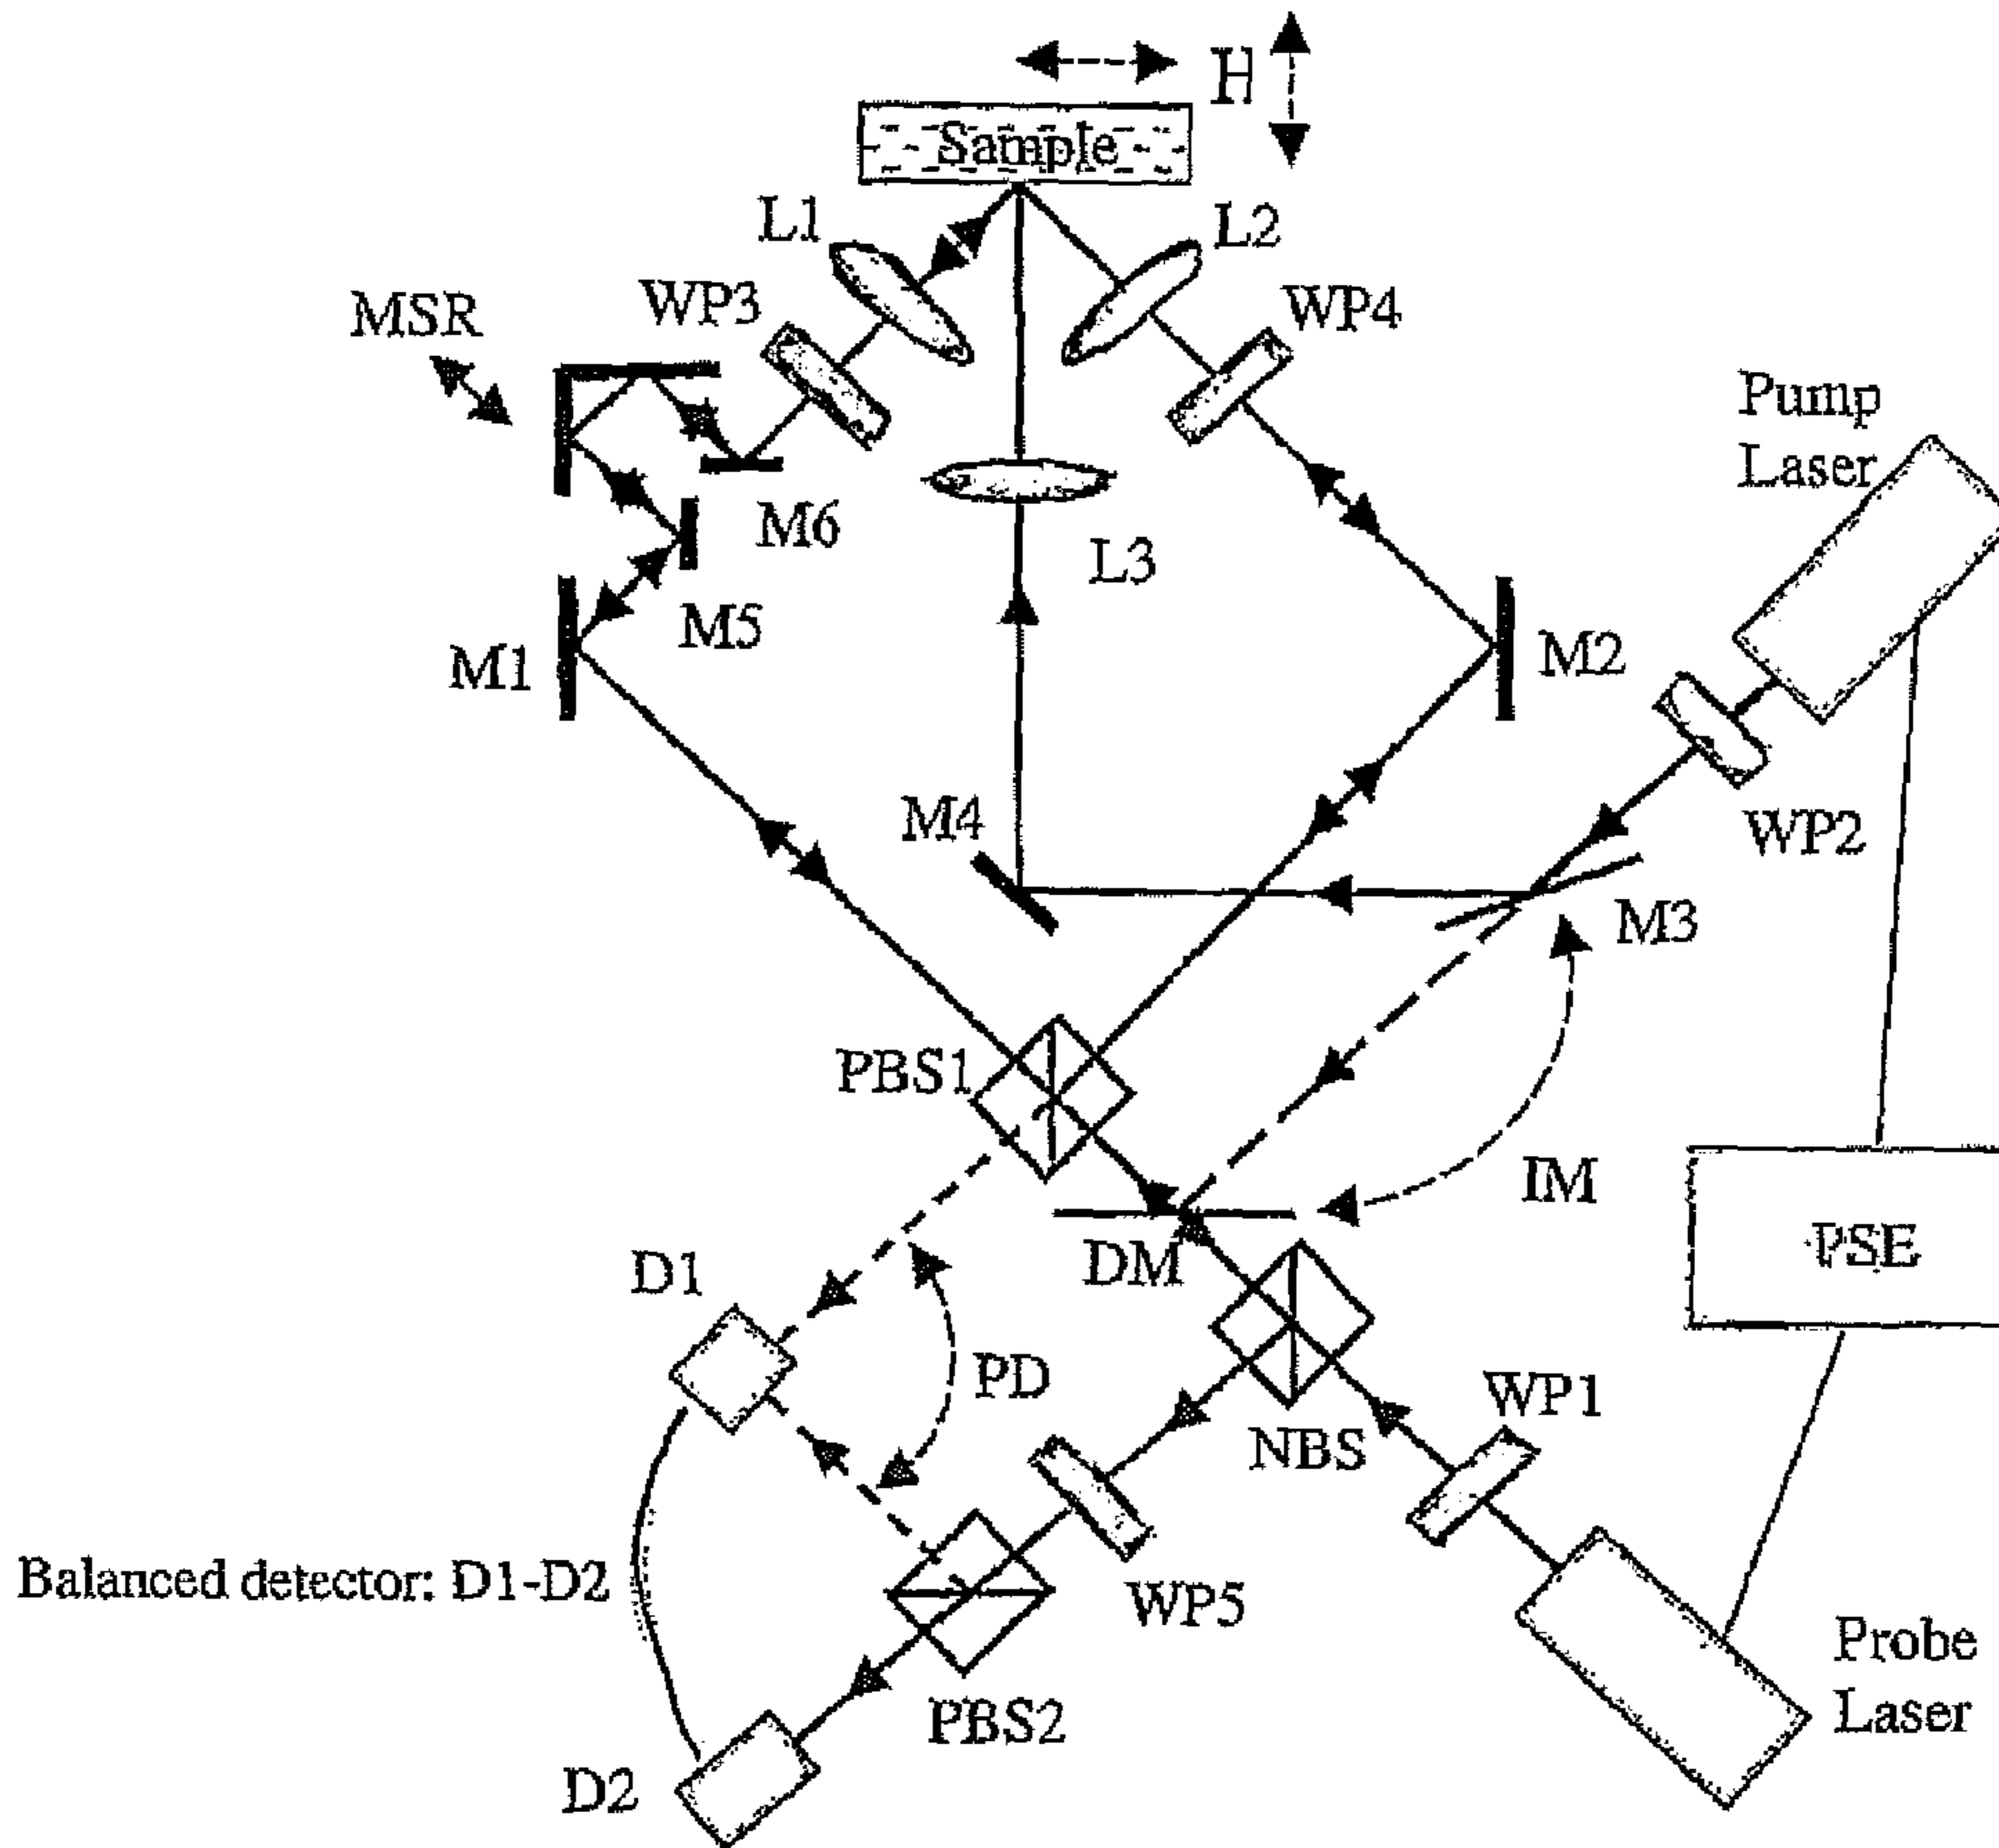 H
Sample
L1
L2
WP3
WP4
MSR
Pump
Laser
M6
L3
M5
M1
M2
M4
WP2
M3
PBS1
IM
DM
PSE
D1
PD
WP1
NBS
Balanced detector: D1-D2
WP5
Probe
Laser
PBS2
D2